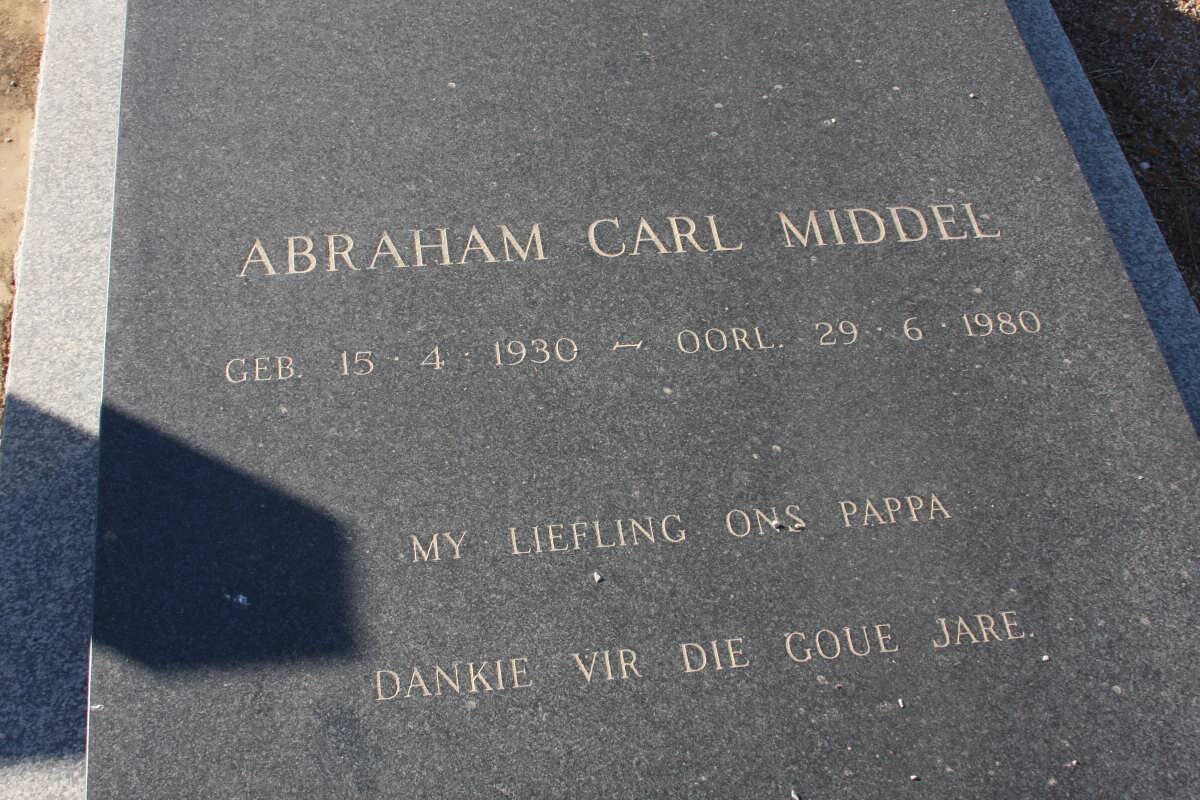 ABRAHAM CARL MIDDEL
GEB. 15 · 4 · 1930 ~ OORL. 29 · 6 · 1980
MY LIEFLING ONS PAPPA
DANKIE VIR DIE GOUE JARE.